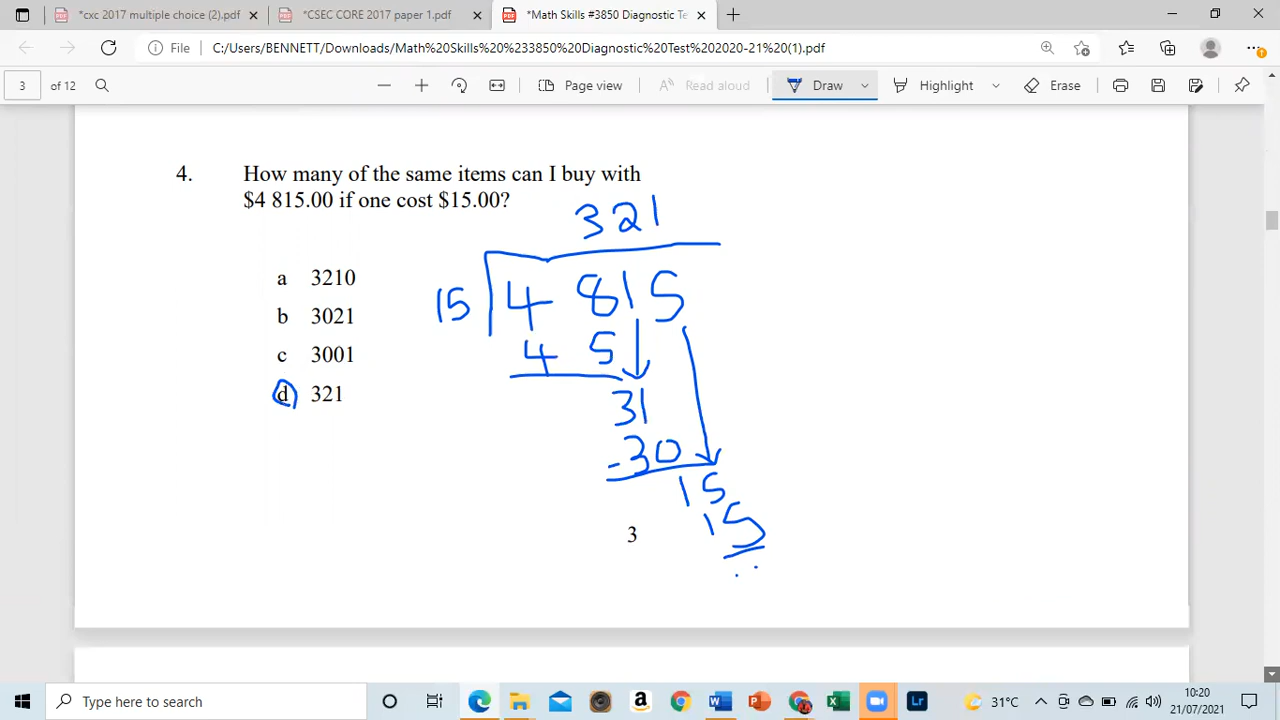 *cxc 2017 multiple choice (2).pdf
*CSEC CORE 2017 paper 1.pdf
*Math Skills #3850 Diagnostic Te
File
C:/Users/BENNETT/Downloads/Math%20Skills%20%233850%20Diagnostic%20Test%202020-21%20(1).pdf
3 of 12
Page view
Read aloud
Draw
Highlight
Erase
4. How many of the same items can I buy with
$4 815.00 if one cost $15.00?
a 3210
b 3021
c 3001
d 321
321
15 4 815
4 5
31
-30
15
15
3
Type here to search
31°C
10:20
21/07/2021